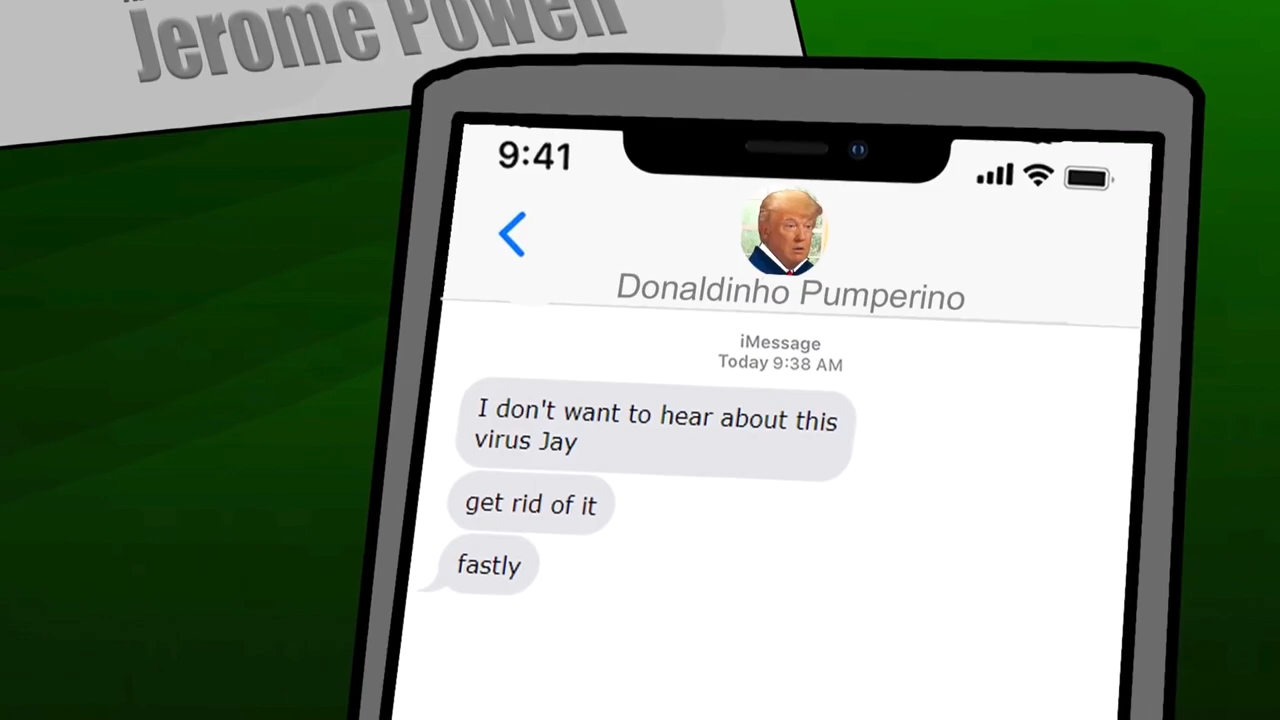 Jerome Powell
9:41
Donaldinho Pumperino
iMessage
Today 9:38 AM
I don't want to hear about this
virus Jay
get rid of it
fastly